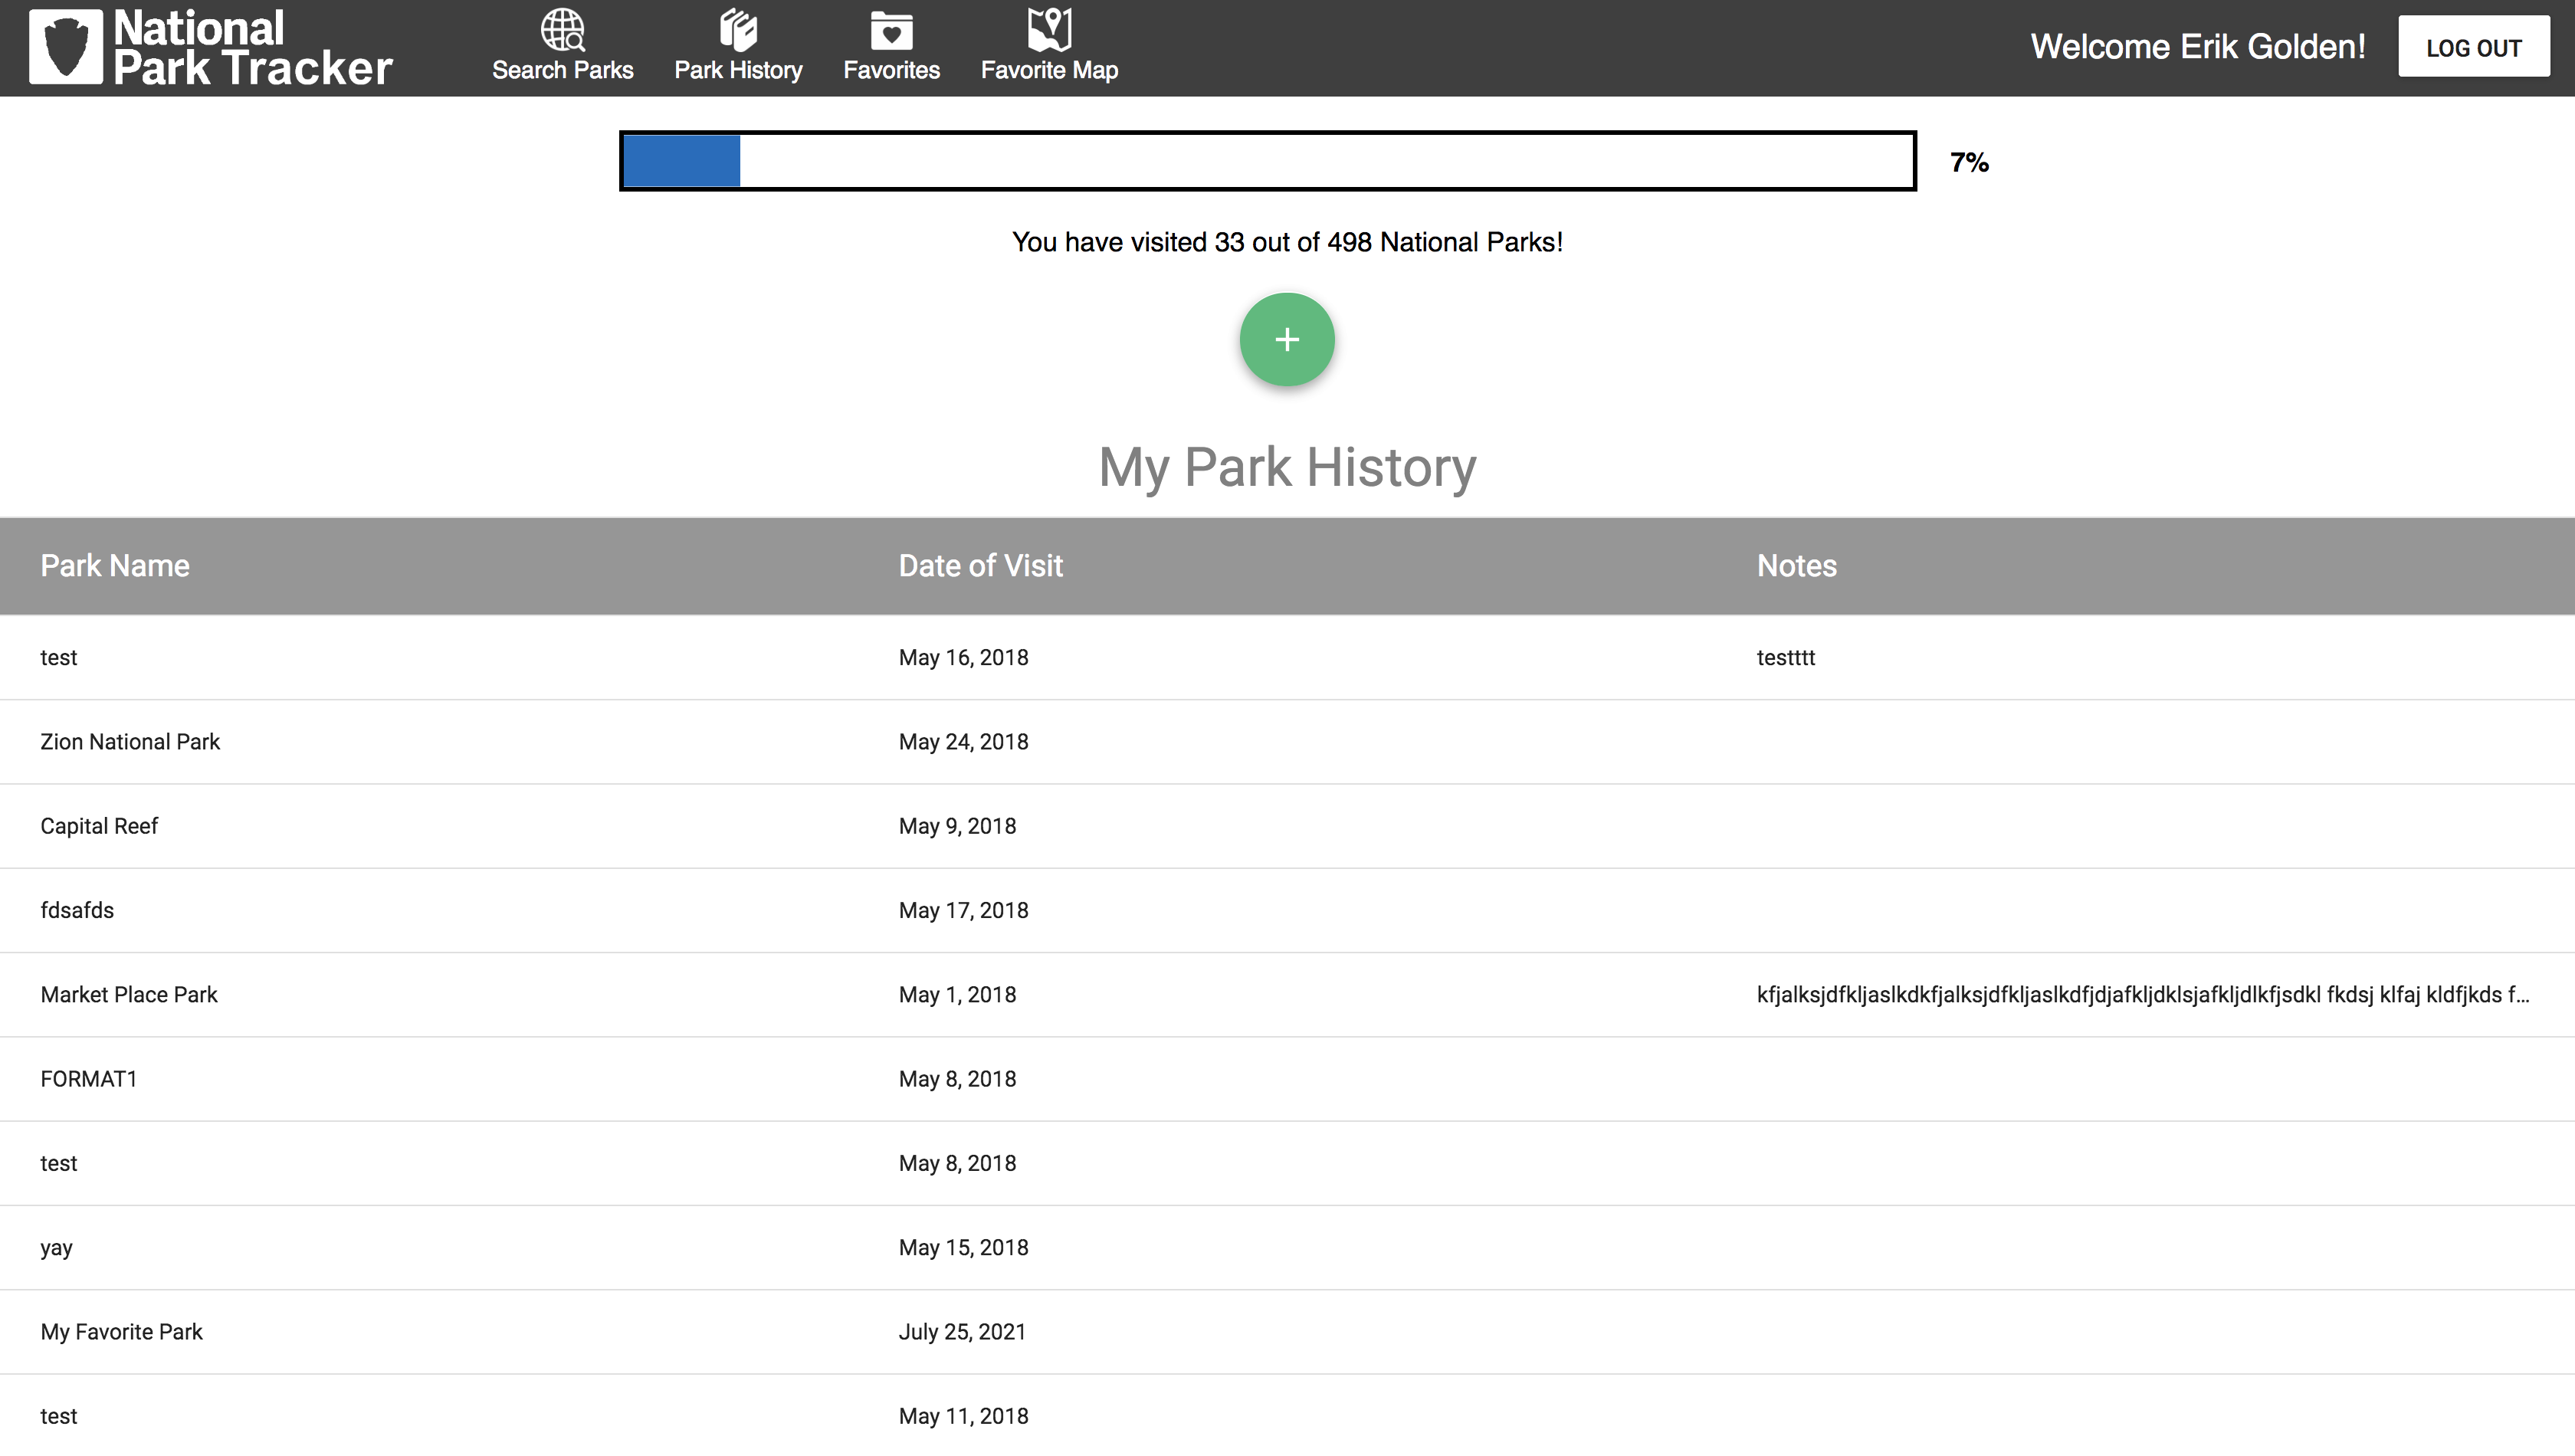 National
Park Tracker
Search Parks Park History Favorites Favorite Map
Welcome Erik Golden! LOG OUT
7%
You have visited 33 out of 498 National Parks!
+
My Park History
Park Name Date of Visit Notes
test May 16, 2018 testttt
Zion National Park May 24, 2018
Capital Reef May 9, 2018
fdsafds May 17, 2018
Market Place Park May 1, 2018 kfjalksjdfkljaslkdkfjalksjdfkljaslkdfjdjafkljdklsjafkljdlkfjsdkl fkdsj klfaj kldfjkds f...
FORMAT1 May 8, 2018
test May 8, 2018
yay May 15, 2018
My Favorite Park July 25, 2021
test May 11, 2018